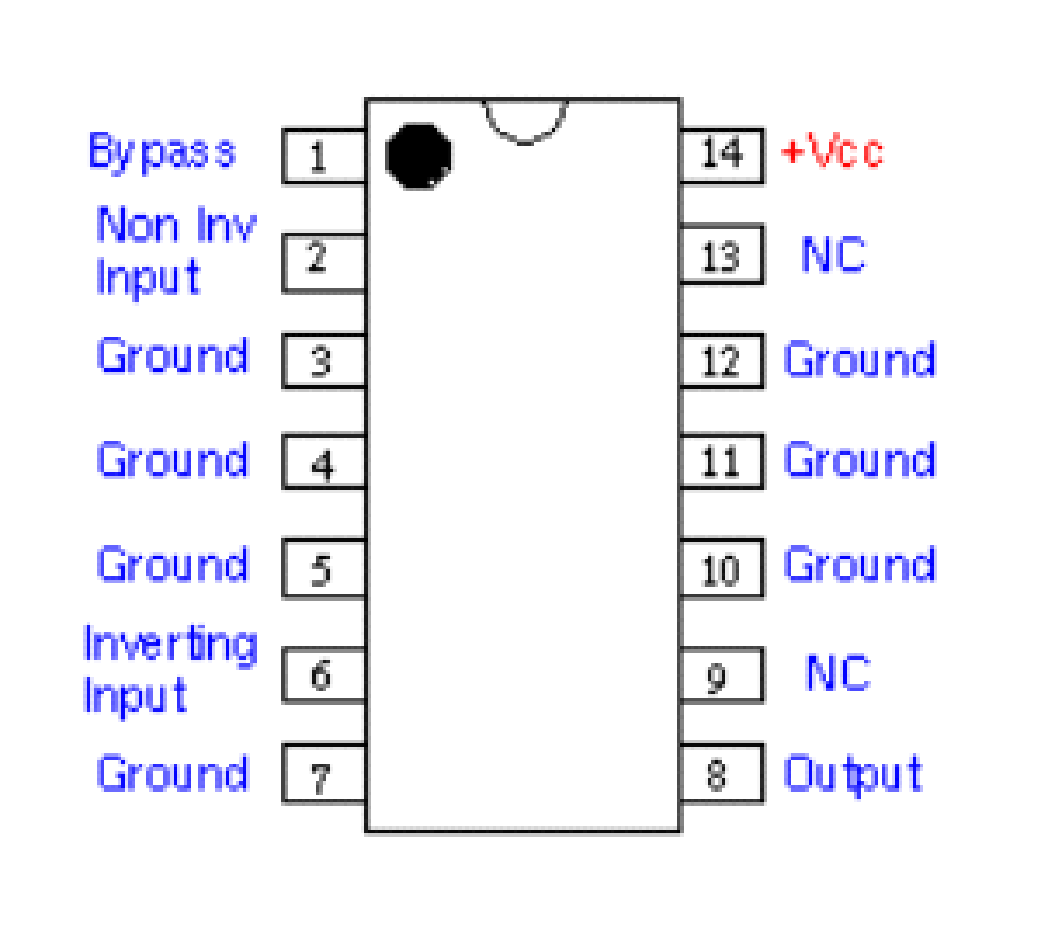 Bypass 1 14 +Vcc
Non Inv
Input 2 13 NC
Ground 3 12 Ground
Ground 4 11 Ground
Ground 5 10 Ground
Inverting
Input 6 9 NC
Ground 7 8 Output